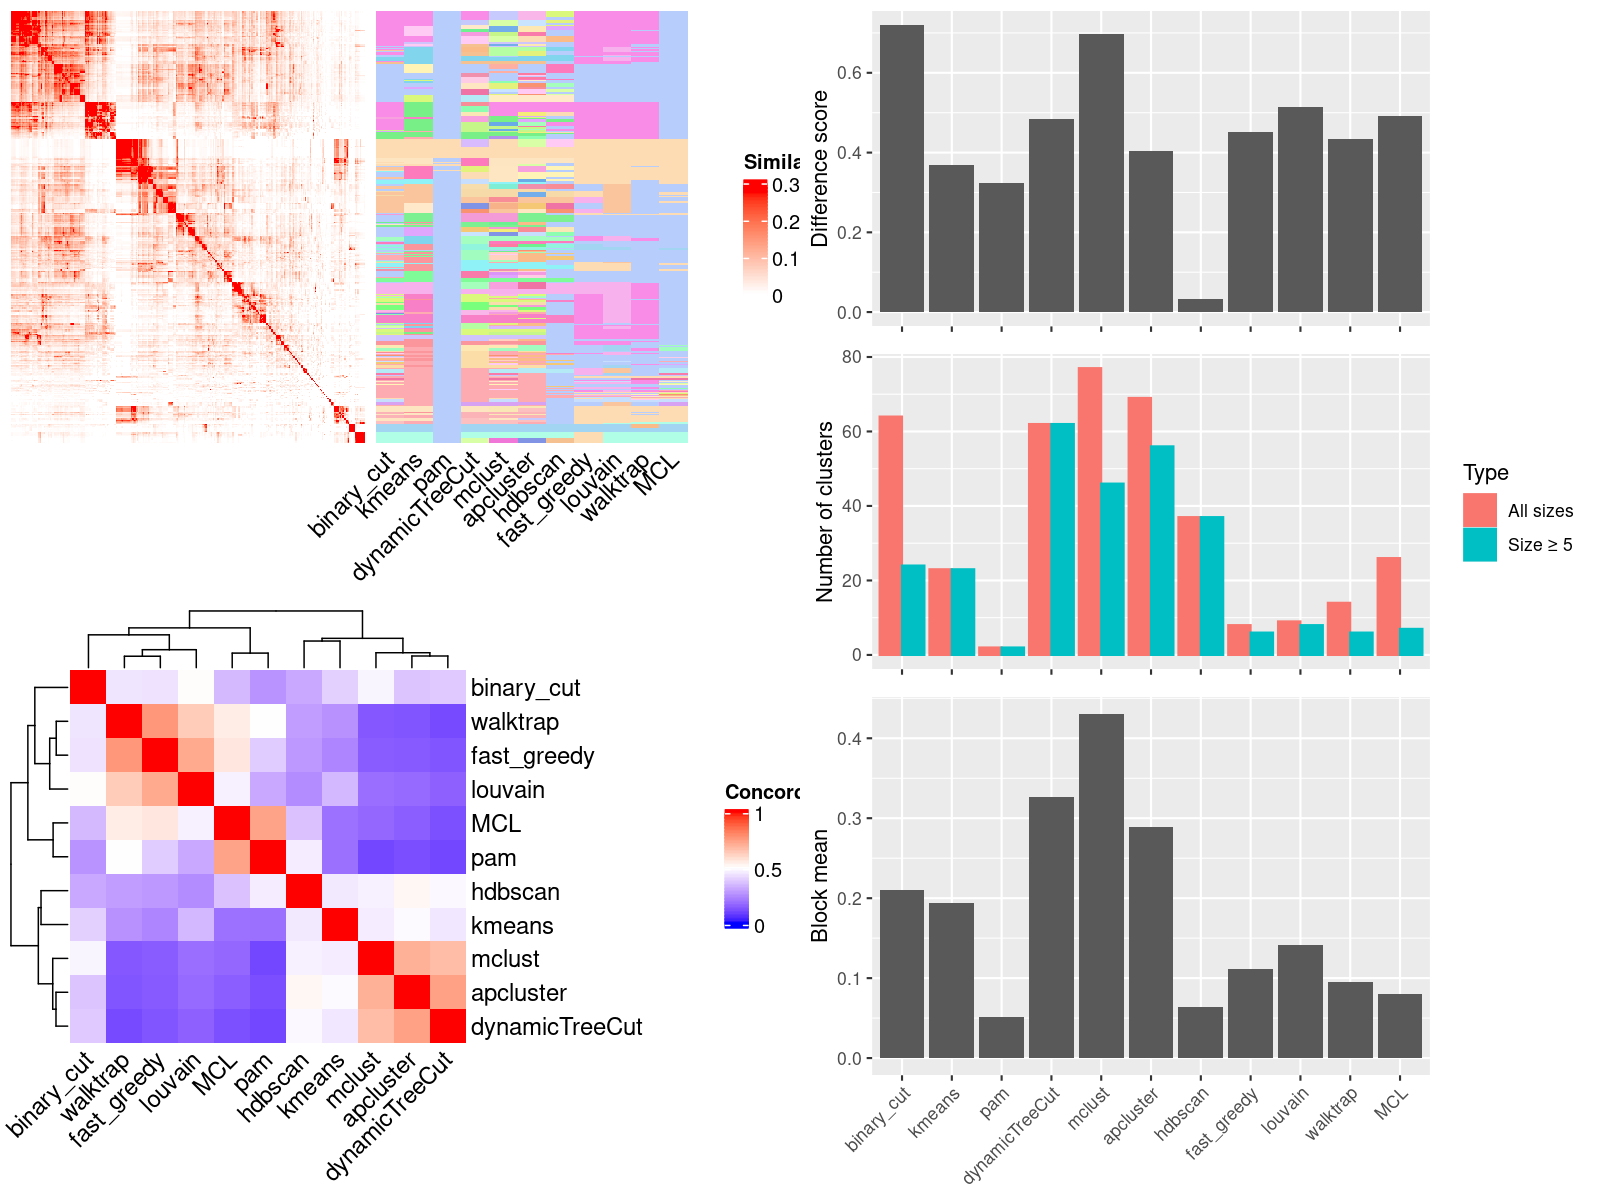 Simila
0.3
0.2
0.1
0
binary_cut
kmeans
pam
dynamicTreeCut
mclust
apcluster
hdbscan
fast_greedy
louvain
walktrap
MCL
Difference score
0.6
0.4
0.2
0.0
Number of clusters
80
60
40
20
0
Type
All sizes
Size ≥ 5
Block mean
0.4
0.3
0.2
0.1
0.0
binary_cut
kmeans
pam
dynamicTreeCut
mclust
apcluster
hdbscan
fast_greedy
louvain
walktrap
MCL
binary_cut
walktrap
fast_greedy
louvain
MCL
pam
hdbscan
kmeans
mclust
apcluster
dynamicTreeCut
binary_cut
walktrap
fast_greedy
louvain
MCL
pam
hdbscan
kmeans
mclust
apcluster
dynamicTreeCut
Concord
1
0.5
0